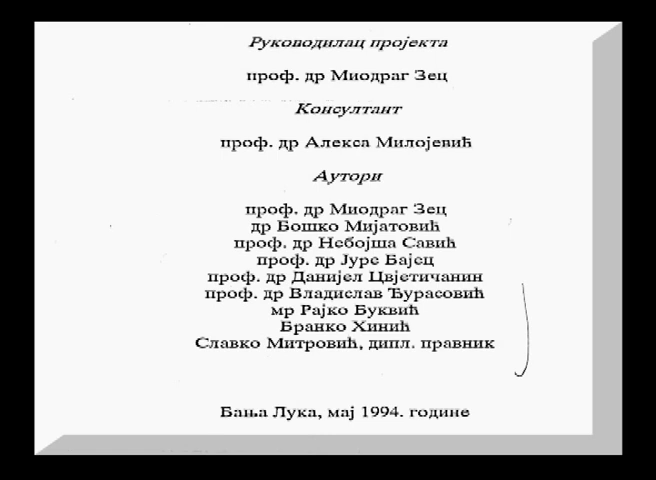 Руководилац пројекта
проф. др Миодраг Зец
Консултант
проф. др Алекса Милојевић
Аутори
проф. др Миодраг Зец
др Бошко Мијатовић
проф. др Небојша Савић
проф. др Јуре Бајец
проф. др Данијел Цвјетичанин
проф. др Владислав Ђурасовић
мр Рајко Буквић
Бранко Хинић
Славко Митровић, дипл. правник
Бања Лука, мај 1994. године